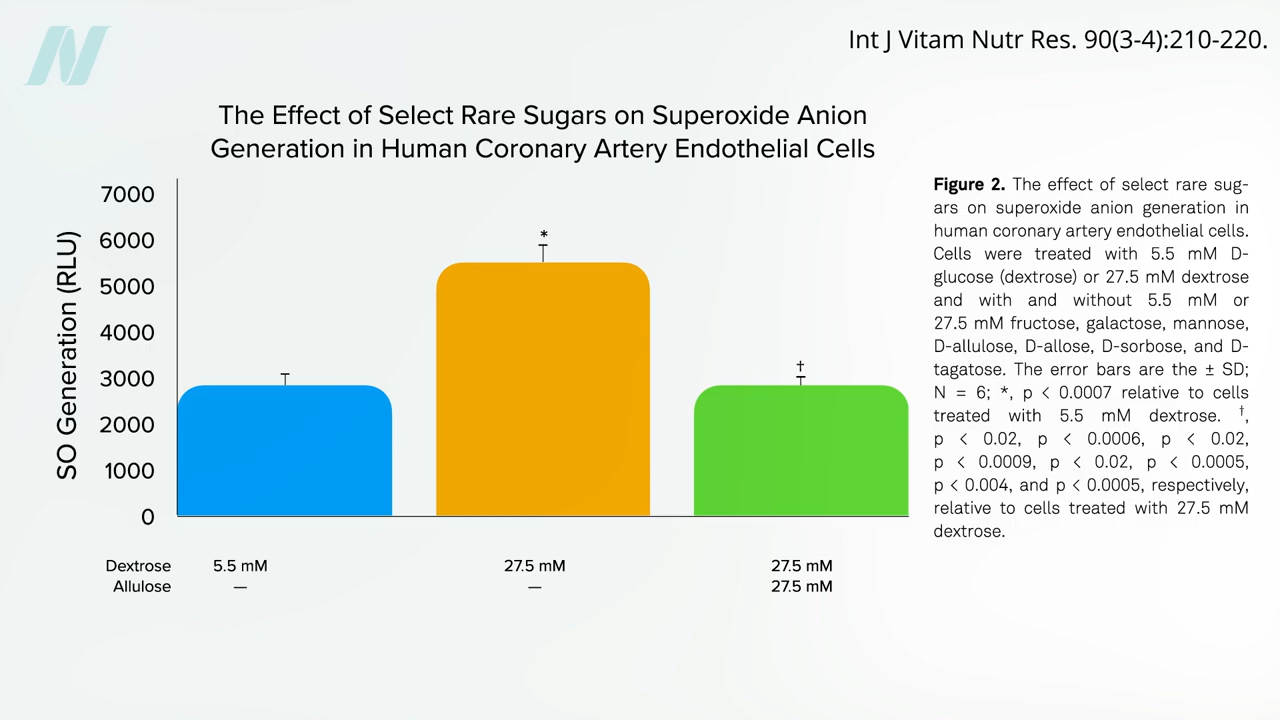 Int J Vitam Nutr Res. 90(3-4):210-220.
The Effect of Select Rare Sugars on Superoxide Anion
Generation in Human Coronary Artery Endothelial Cells
SO Generation (RLU)
7000
6000
5000
4000
3000
2000
1000
0
*
†
Dextrose 5.5 mM 27.5 mM 27.5 mM
Allulose — — 27.5 mM
Figure 2. The effect of select rare sug-
ars on superoxide anion generation in
human coronary artery endothelial cells.
Cells were treated with 5.5 mM D-
glucose (dextrose) or 27.5 mM dextrose
and with and without 5.5 mM or
27.5 mM fructose, galactose, mannose,
D-allulose, D-allose, D-sorbose, and D-
tagatose. The error bars are the ± SD;
N = 6; *, p < 0.0007 relative to cells
treated with 5.5 mM dextrose. †,
p < 0.02, p < 0.0006, p < 0.02,
p < 0.0009, p < 0.02, p < 0.0005,
p < 0.004, and p < 0.0005, respectively,
relative to cells treated with 27.5 mM
dextrose.